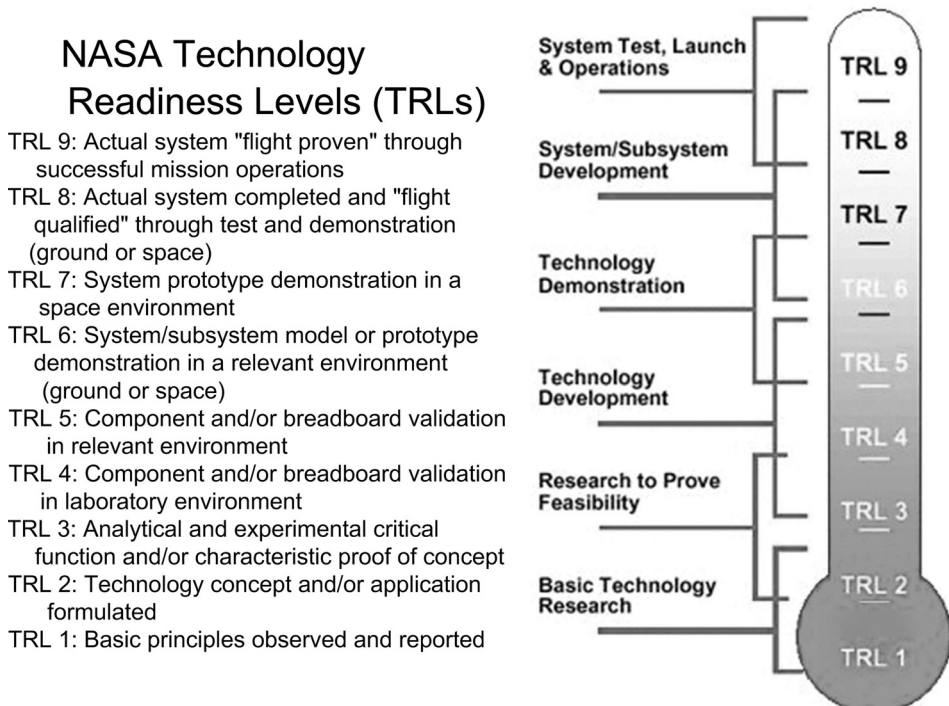 NASA Technology
Readiness Levels (TRLs)
TRL 9: Actual system "flight proven" through
successful mission operations
TRL 8: Actual system completed and "flight
qualified" through test and demonstration
(ground or space)
TRL 7: System prototype demonstration in a
space environment
TRL 6: System/subsystem model or prototype
demonstration in a relevant environment
(ground or space)
TRL 5: Component and/or breadboard validation
in relevant environment
TRL 4: Component and/or breadboard validation
in laboratory environment
TRL 3: Analytical and experimental critical
function and/or characteristic proof of concept
TRL 2: Technology concept and/or application
formulated
TRL 1: Basic principles observed and reported
System Test, Launch
& Operations
System/Subsystem
Development
Technology
Demonstration
Technology
Development
Research to Prove
Feasibility
Basic Technology
Research
TRL 9
TRL 8
TRL 7
TRL 6
TRL 5
TRL 4
TRL 3
TRL 2
TRL 1